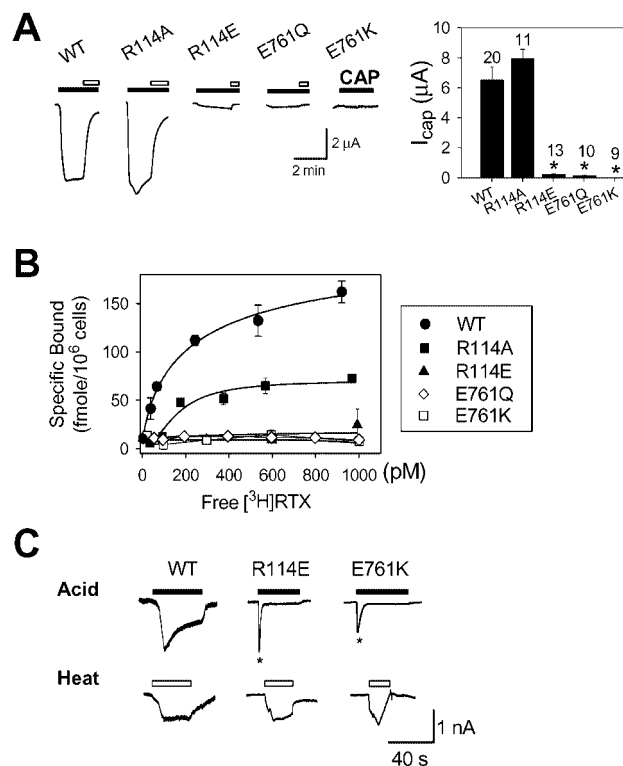 A
WT
R114A
R114E
E761Q
E761K
CAP
2 μA
2 min
I cap (μA)
10
8
6
4
2
0
20
11
13
10
9
*
*
*
WT
R114A
R114E
E761Q
E761K
B
Specific Bound
(fmole/10⁶ cells)
150
100
50
0
0 200 400 600 800 1000 (pM)
Free [³H]RTX
WT
R114A
R114E
E761Q
E761K
C
WT
R114E
E761K
Acid
*
*
Heat
1 nA
40 s